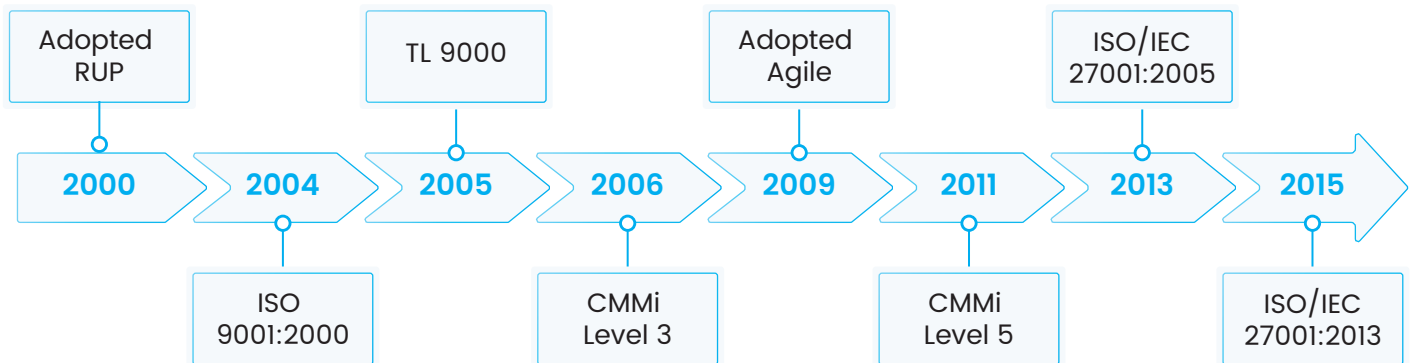 Adopted
RUP
TL 9000
Adopted
Agile
ISO/IEC
27001:2005
2000
2004
2005
2006
2009
2011
2013
2015
ISO
9001:2000
CMMi
Level 3
CMMi
Level 5
ISO/IEC
27001:2013